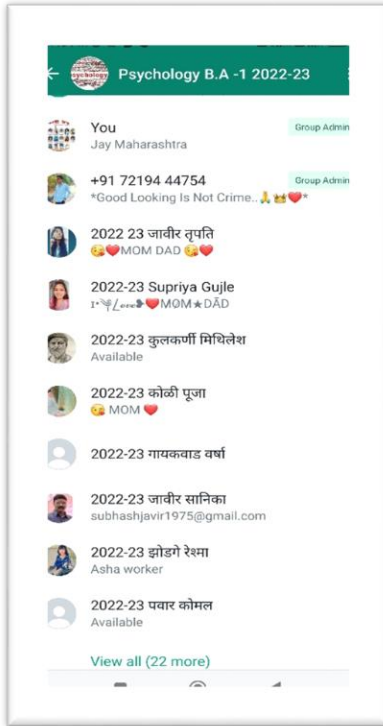 Psychology B.A -1 2022-23
You
Group Admin
Jay Maharashtra
+91 72194 44754
Group Admin
*Good Looking Is Not Crime..🙏👑❤️*
2022 23 जावीर तृपति
😘❤️MOM DAD 😘❤️
2022-23 Supriya Gujle
❤️MOM★DÃD
2022-23 कुलकर्णी मिथिलेश
Available
2022-23 कोळी पूजा
😘 MOM ❤️
2022-23 गायकवाड वर्षा
2022-23 जावीर सानिका
subhashjavir1975@gmail.com
2022-23 झोडगे रेश्मा
Asha worker
2022-23 पवार कोमल
Available
View all (22 more)